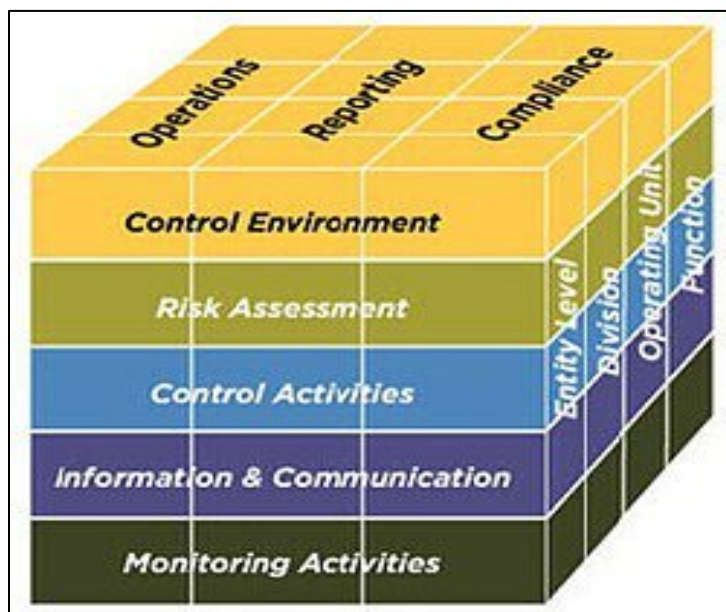 Operations
Reporting
Compliance
Control Environment
Risk Assessment
Control Activities
Information & Communication
Monitoring Activities
Entity Level
Division
Operating Unit
Function